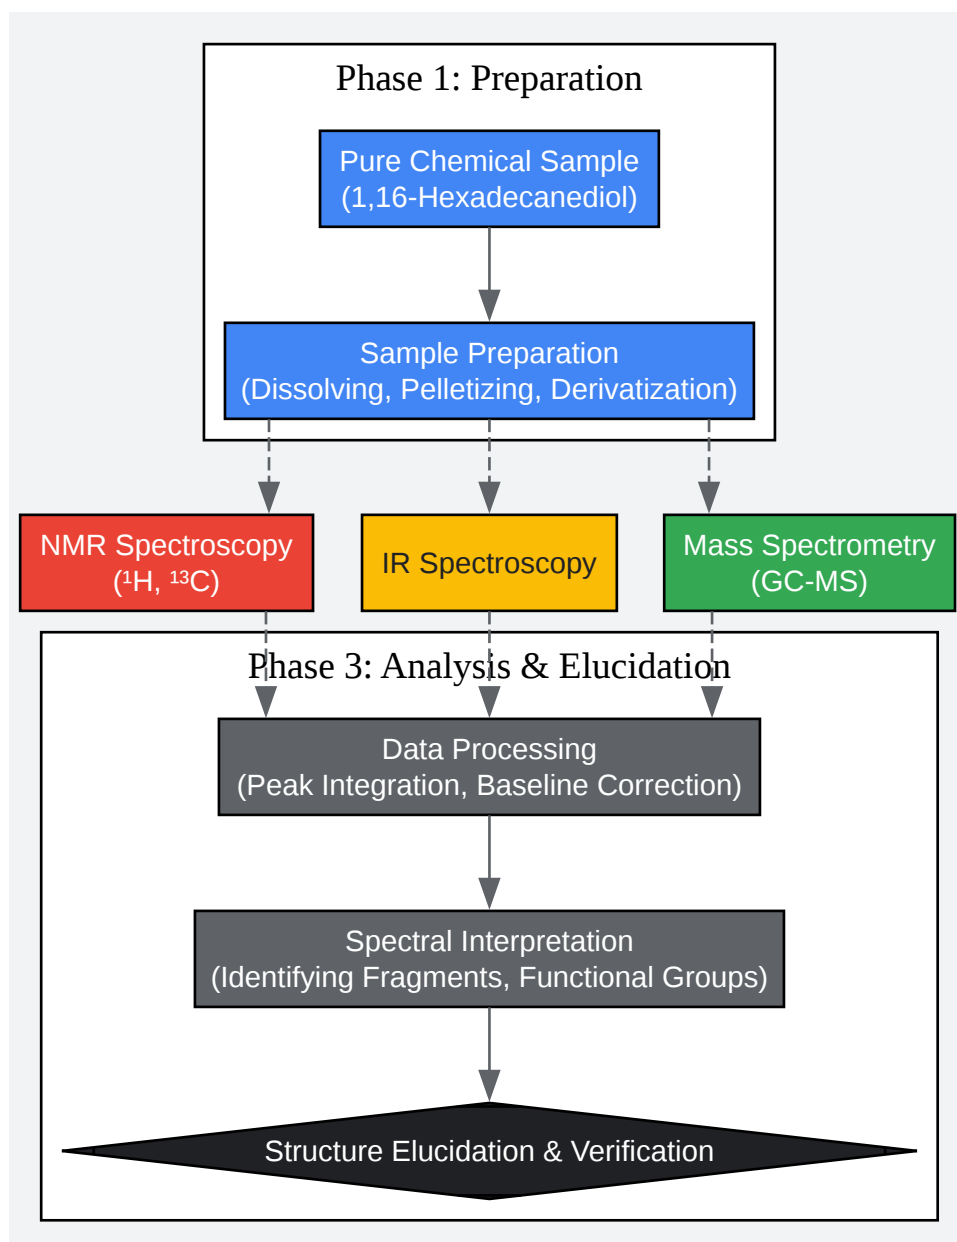 Phase 1: Preparation
Pure Chemical Sample
(1,16-Hexadecanediol)
Sample Preparation
(Dissolving, Pelletizing, Derivatization)
NMR Spectroscopy
(¹H, ¹³C)
IR Spectroscopy
Mass Spectrometry
(GC-MS)
Phase 3: Analysis & Elucidation
Data Processing
(Peak Integration, Baseline Correction)
Spectral Interpretation
(Identifying Fragments, Functional Groups)
Structure Elucidation & Verification